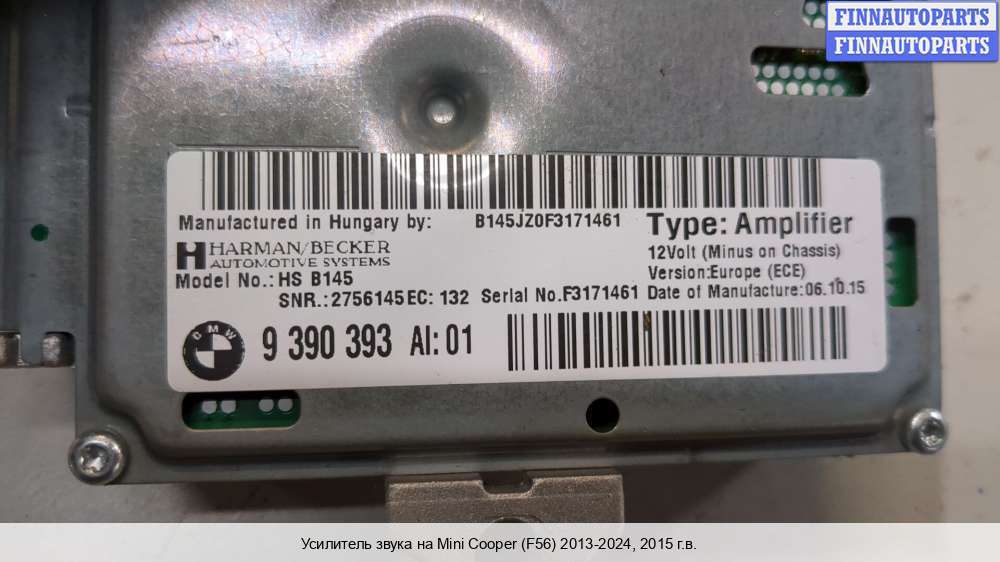 FINNAUTOPARTS
FINNAUTOPARTS
Manufactured in Hungary by:
B145JZ0F3171461
Type: Amplifier
HARMAN/BECKER
AUTOMOTIVE SYSTEMS
12Volt (Minus on Chassis)
Model No.: HS B145
Version:Europe (ECE)
SNR.: 2756145 EC: 132
Serial No.F3171461
Date of Manufacture:06.10.15
BMW
9 390 393 AI: 01
Усилитель звука на Mini Cooper (F56) 2013-2024, 2015 г.в.